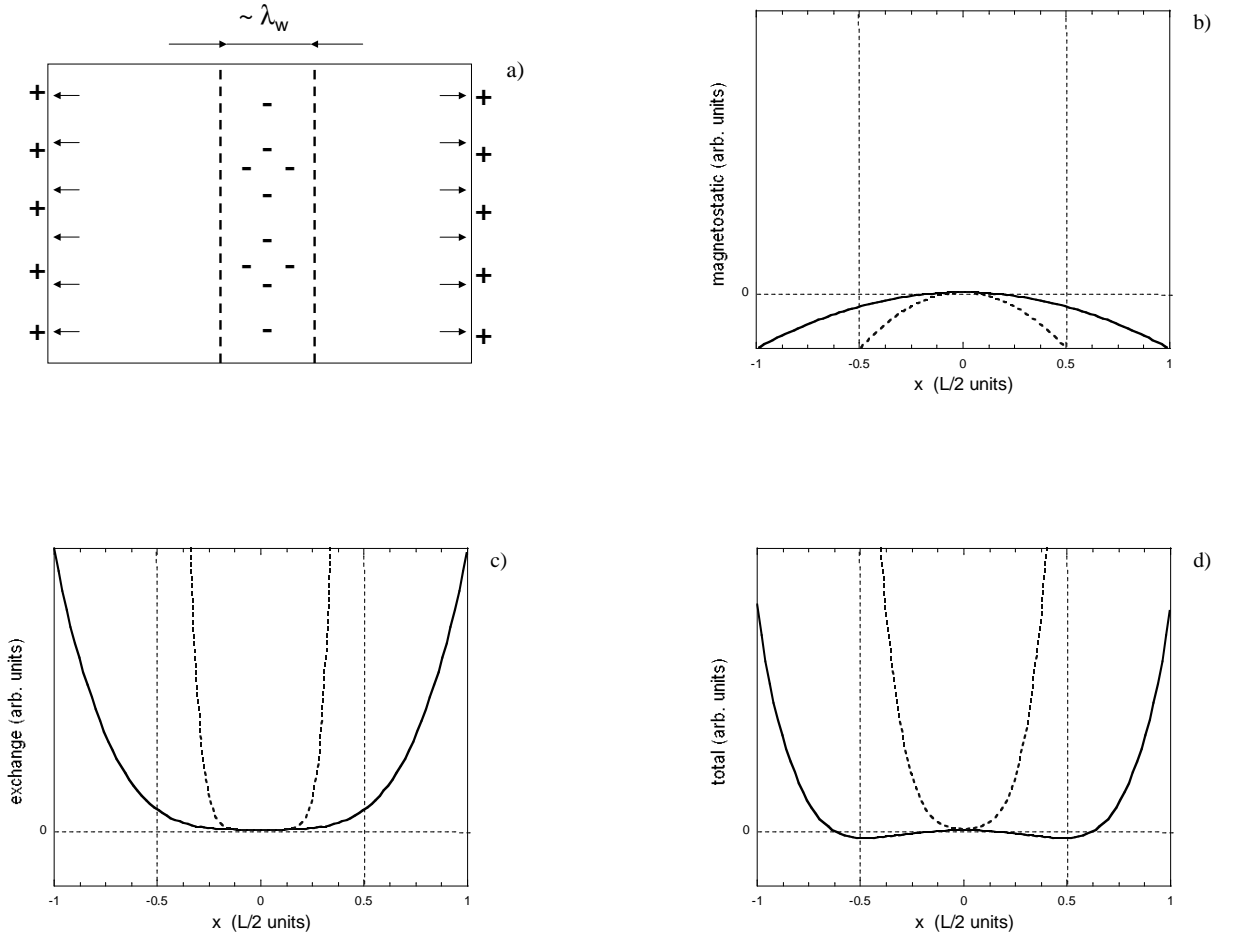 ~ λw
a)
+ +
-
+ - +
- -
+ - +
-
+ - - +
-
+ - +
b)
magnetostatic (arb. units)
0
-1 -0.5 0 0.5 1
x (L/2 units)
c)
exchange (arb. units)
0
-1 -0.5 0 0.5 1
x (L/2 units)
d)
total (arb. units)
0
-1 -0.5 0 0.5 1
x (L/2 units)